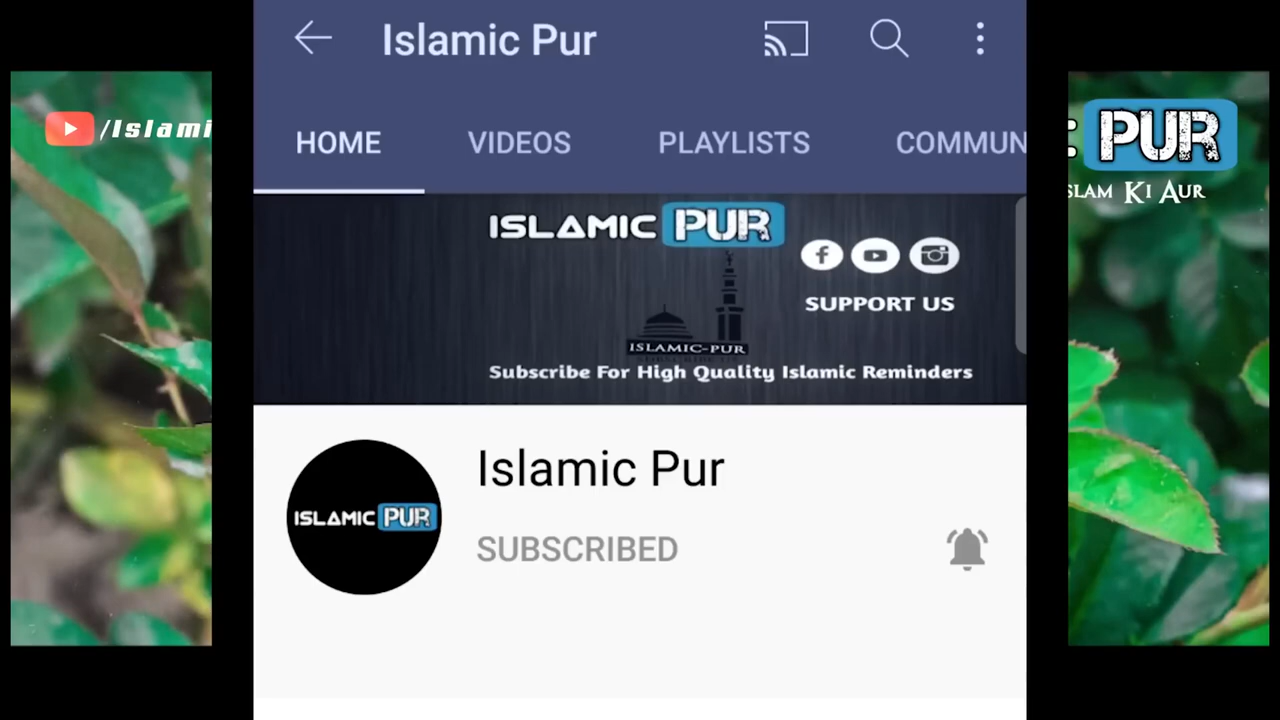 Islamic Pur
HOME VIDEOS PLAYLISTS COMMUN
/Islami
PUR
SLAM KI AUR
ISLAMIC PUR
SUPPORT US
ISLAMIC-PUR
Subscribe For High Quality Islamic Reminders
Islamic Pur
ISLAMIC PUR
SUBSCRIBED